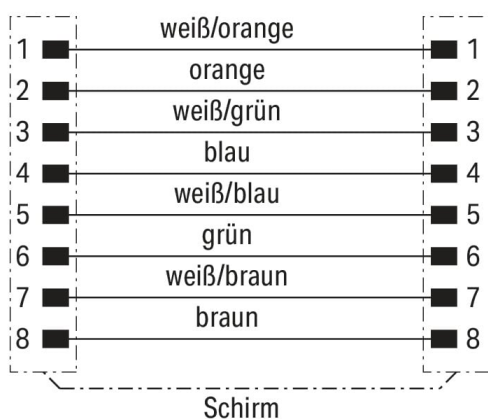 weiß/orange
1 1
orange
2 2
weiß/grün
3 3
blau
4 4
weiß/blau
5 5
grün
6 6
weiß/braun
7 7
braun
8 8
Schirm